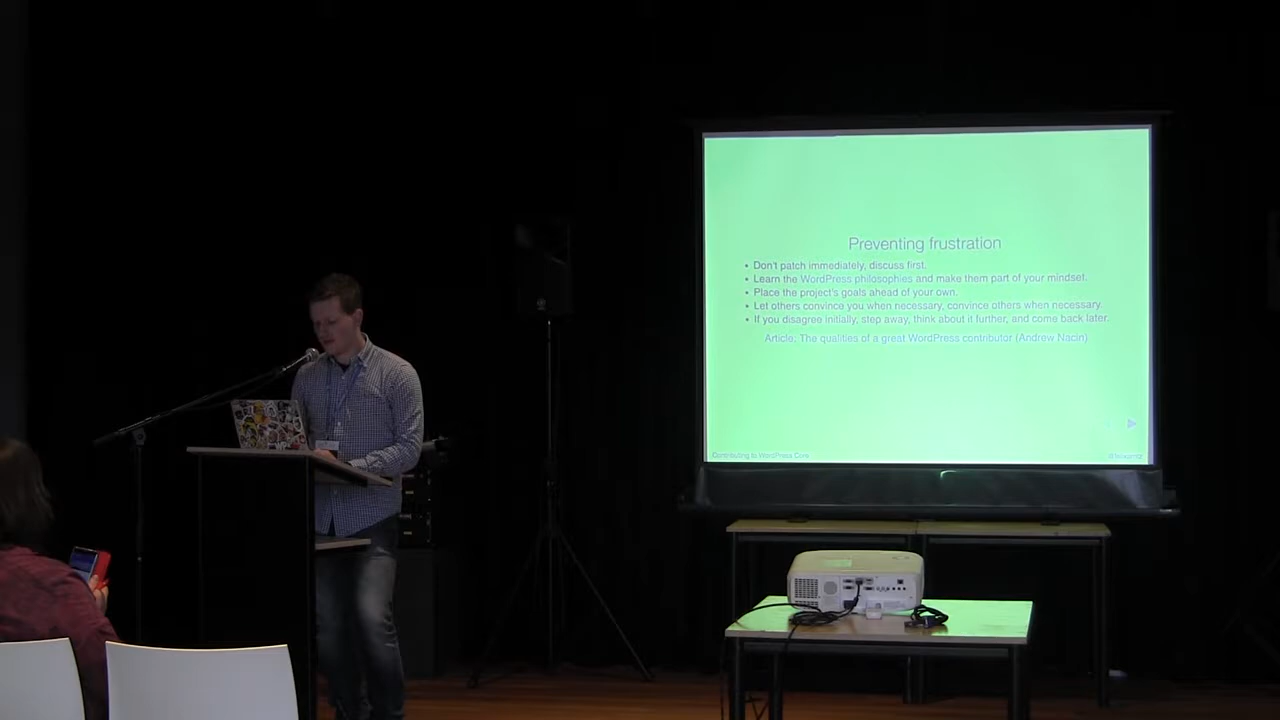 Preventing frustration
• Don't patch immediately, discuss first.
• Learn the WordPress philosophies and make them part of your mindset.
• Place the project's goals ahead of your own.
• Let others convince you when necessary, convince others when necessary.
• If you disagree initially, step away, think about it further, and come back later.
Article: The qualities of a great WordPress contributor (Andrew Nacin)
Contributing to WordPress Core